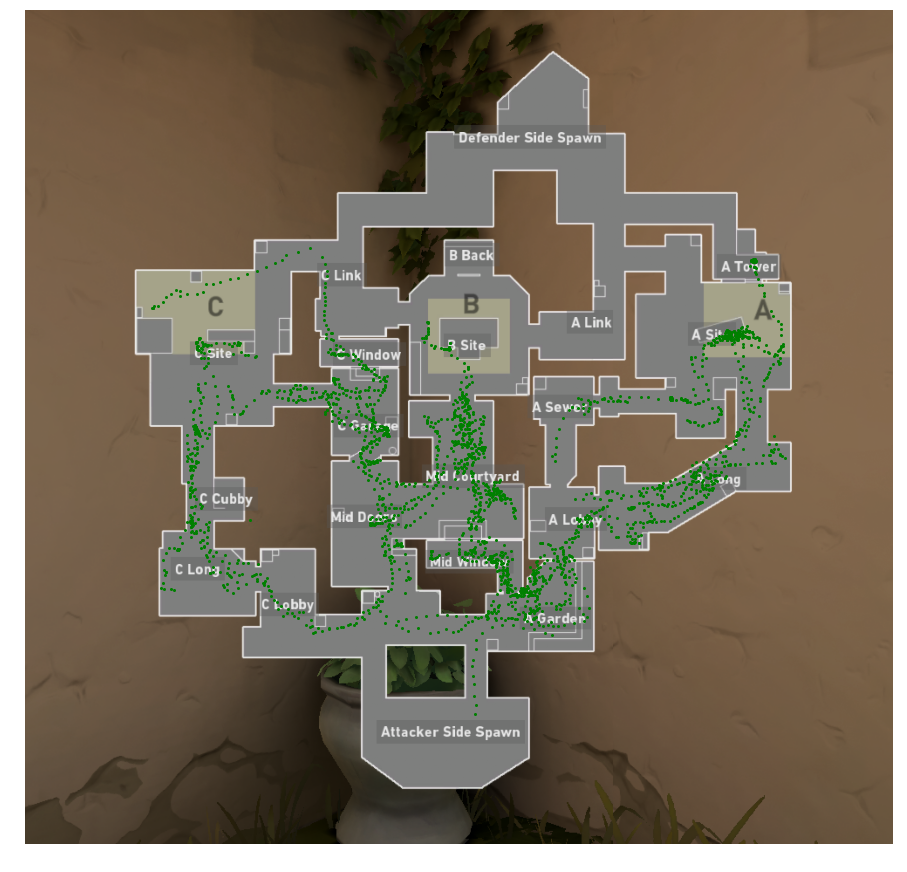 Defender Side Spawn
B Back
A Tower
C Link
C
B
A
A Link
A Site
B Site
C Site
C Window
A Sewer
C Garage
Mid Courtyard
A Long
C Cubby
Mid Doors
A Lobby
Mid Window
C Long
C Lobby
A Garden
Attacker Side Spawn